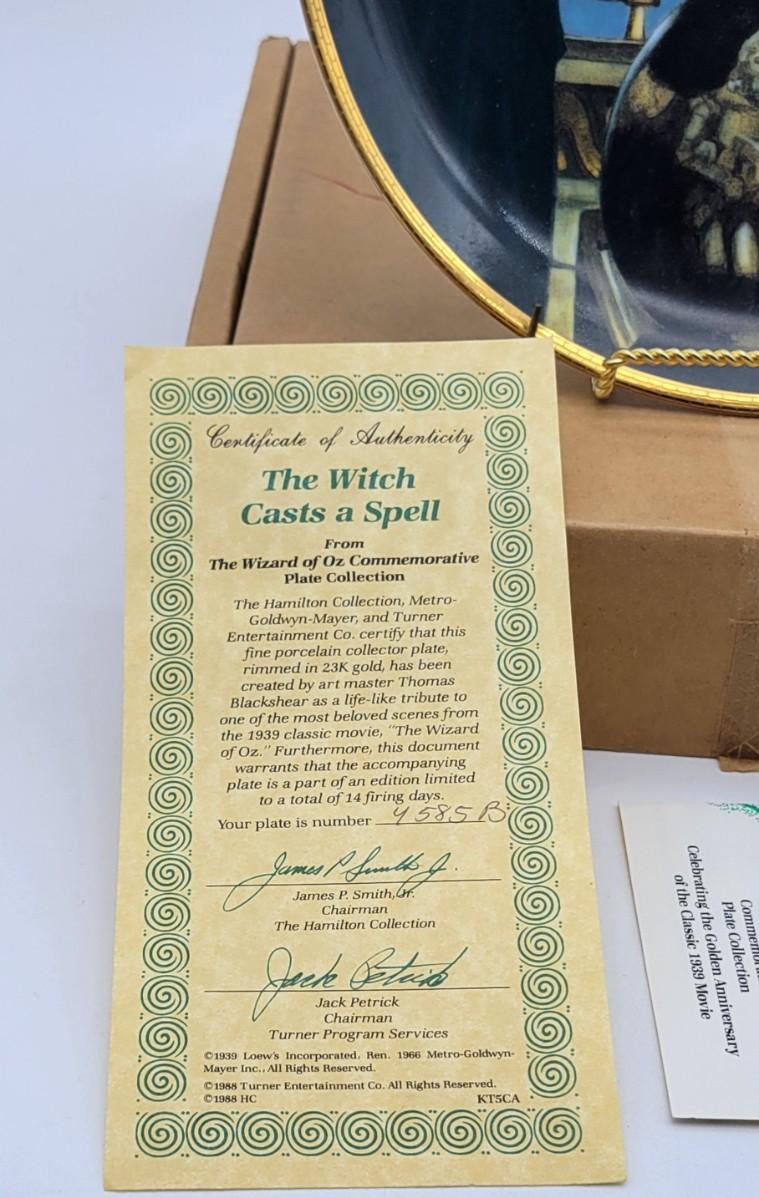 Certificate of Authenticity
The Witch
Casts a Spell
From
The Wizard of Oz Commemorative
Plate Collection
The Hamilton Collection, Metro-
Goldwyn-Mayer, and Turner
Entertainment Co. certify that this
fine porcelain collector plate,
rimmed in 23K gold, has been
created by art master Thomas
Blackshear as a life-like tribute to
one of the most beloved scenes from
the 1939 classic movie, "The Wizard
of Oz." Furthermore, this document
warrants that the accompanying
plate is a part of an edition limited
to a total of 14 firing days.
Your plate is number 4585B
James P Smith Jr.
James P. Smith, Jr.
Chairman
The Hamilton Collection
Jack Petrick
Jack Petrick
Chairman
Turner Program Services
©1939 Loew's Incorporated, Ren. 1966 Metro-Goldwyn-
Mayer Inc., All Rights Reserved.
©1988 Turner Entertainment Co. All Rights Reserved.
©1988 HC KT5CA
Plate Collection
Celebrating the Golden Anniversary
of the Classic 1939 Movie